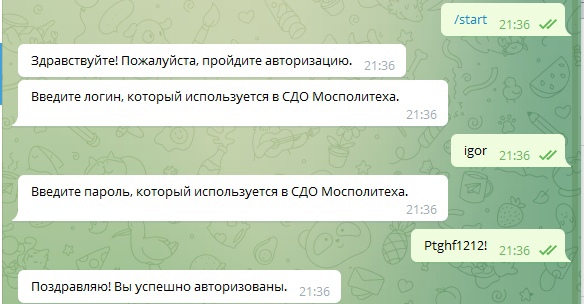 /start 21:36
Здравствуйте! Пожалуйста, пройдите авторизацию. 21:36
Введите логин, который используется в СДО Мосполитеха.
21:36
igor 21:36
Введите пароль, который используется в СДО Мосполитеха.
21:36
Ptghf1212! 21:36
Поздравляю! Вы успешно авторизованы. 21:36